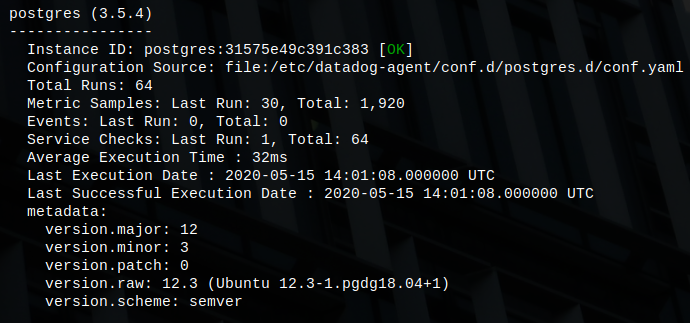 postgres (3.5.4)
----------------
Instance ID: postgres:31575e49c391c383 [OK]
Configuration Source: file:/etc/datadog-agent/conf.d/postgres.d/conf.yaml
Total Runs: 64
Metric Samples: Last Run: 30, Total: 1,920
Events: Last Run: 0, Total: 0
Service Checks: Last Run: 1, Total: 64
Average Execution Time : 32ms
Last Execution Date : 2020-05-15 14:01:08.000000 UTC
Last Successful Execution Date : 2020-05-15 14:01:08.000000 UTC
metadata:
version.major: 12
version.minor: 3
version.patch: 0
version.raw: 12.3 (Ubuntu 12.3-1.pgdg18.04+1)
version.scheme: semver